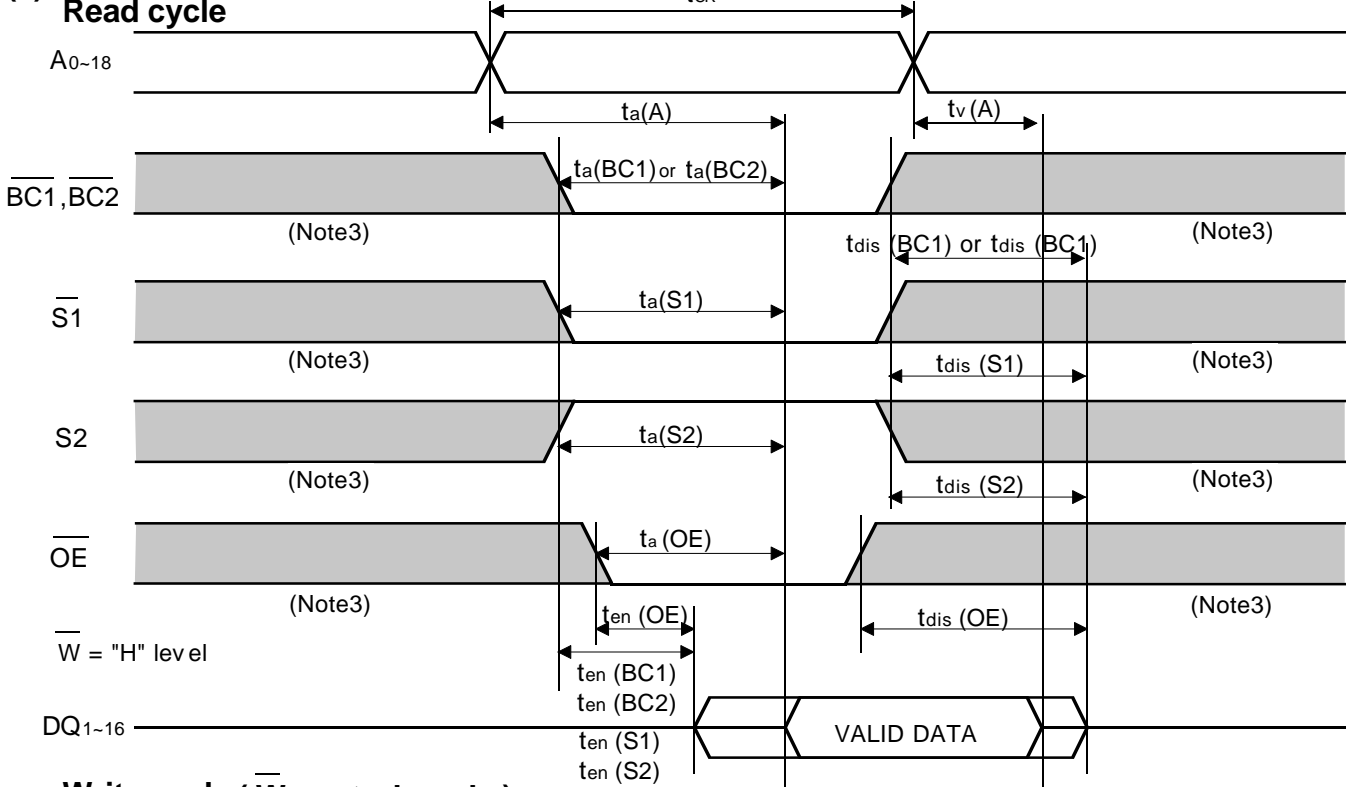 Read cycle
A0~18
ta(A)
tv (A)
BC1,BC2
ta(BC1) or ta(BC2)
(Note3)
(Note3)
tdis (BC1) or tdis (BC1)
S1
ta(S1)
(Note3)
(Note3)
tdis (S1)
S2
ta(S2)
(Note3)
(Note3)
tdis (S2)
OE
ta (OE)
(Note3)
(Note3)
ten (OE)
tdis (OE)
W = "H" level
ten (BC1)
ten (BC2)
DQ1~16
VALID DATA
ten (S1)
ten (S2)